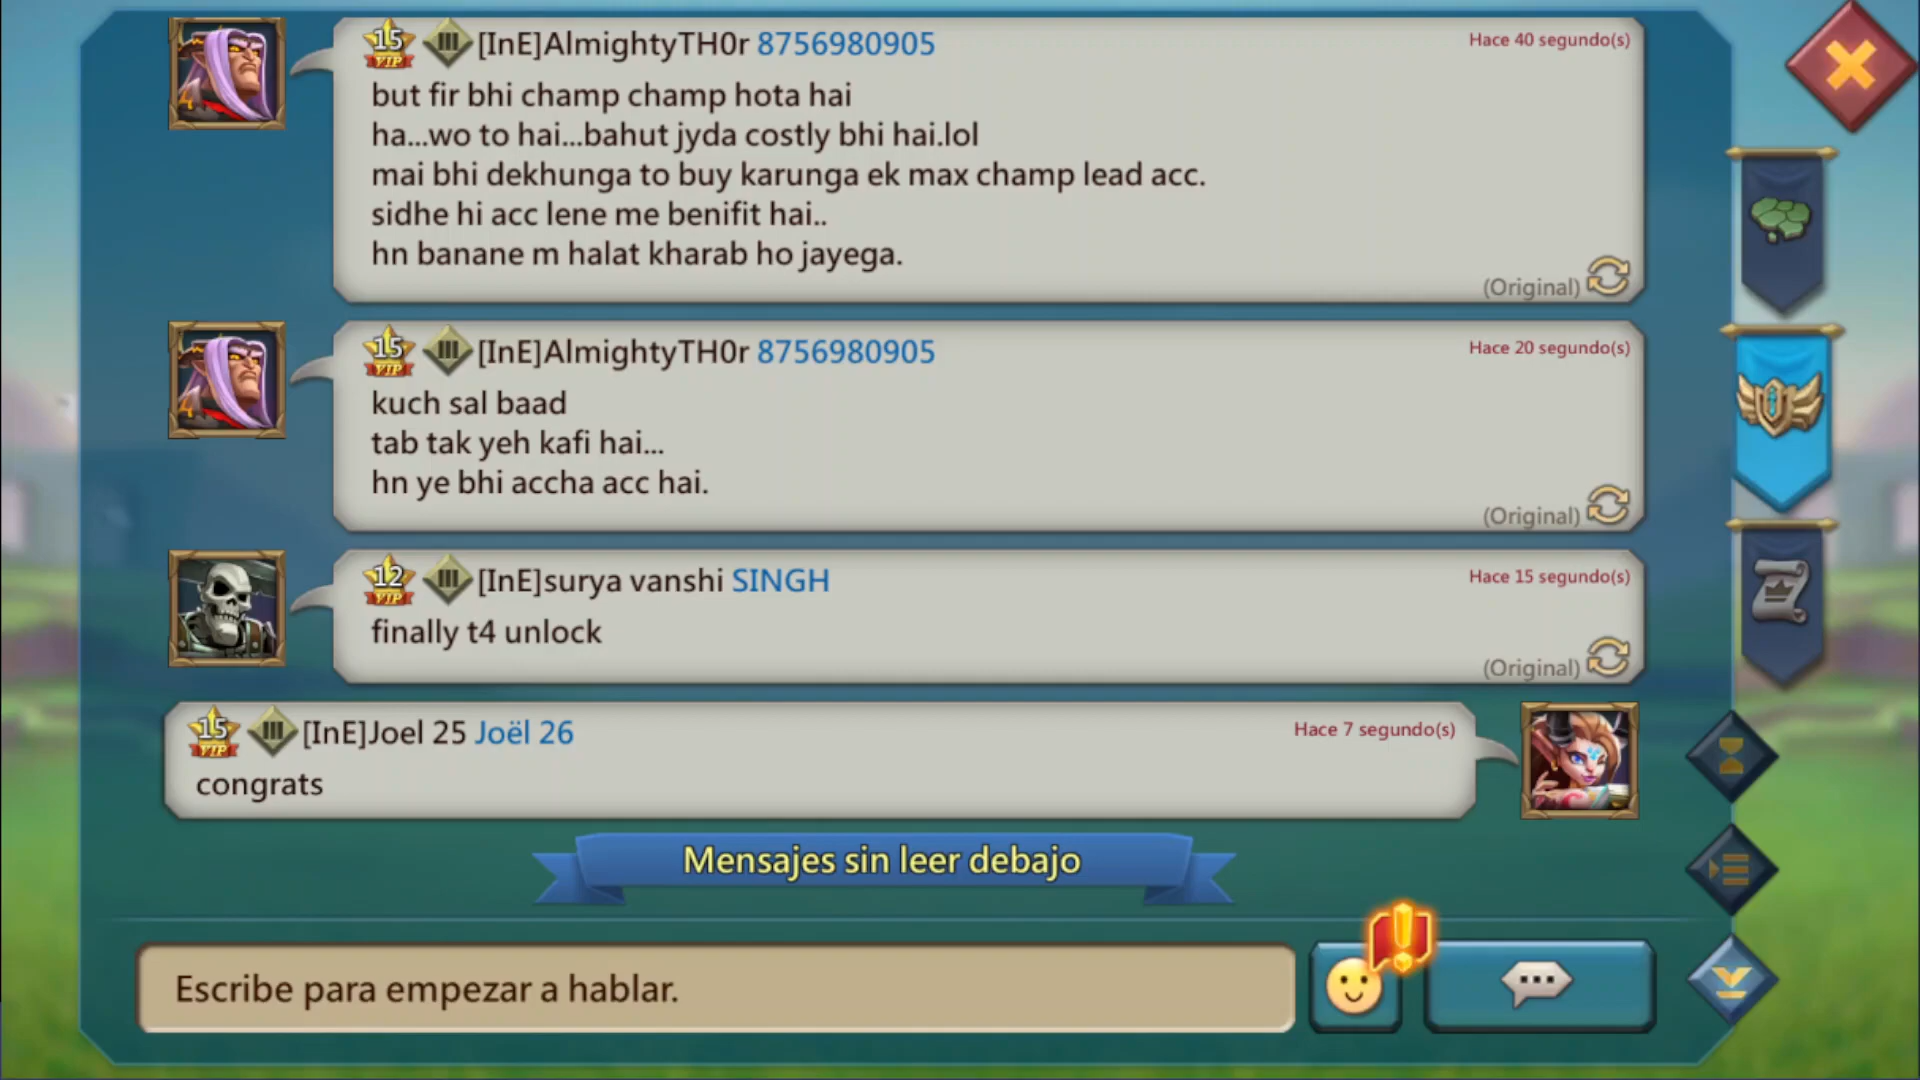 15 VIP III [InE]AlmightyTH0r 8756980905 Hace 40 segundo(s)
but fir bhi champ champ hota hai
ha...wo to hai...bahut jyda costly bhi hai.lol
mai bhi dekhunga to buy karunga ek max champ lead acc.
sidhe hi acc lene me benifit hai..
hn banane m halat kharab ho jayega.
(Original)
15 VIP III [InE]AlmightyTH0r 8756980905 Hace 20 segundo(s)
kuch sal baad
tab tak yeh kafi hai...
hn ye bhi accha acc hai.
(Original)
12 VIP III [InE]surya vanshi SINGH Hace 15 segundo(s)
finally t4 unlock
(Original)
15 VIP III [InE]Joel 25 Joël 26 Hace 7 segundo(s)
congrats
Mensajes sin leer debajo
Escribe para empezar a hablar.